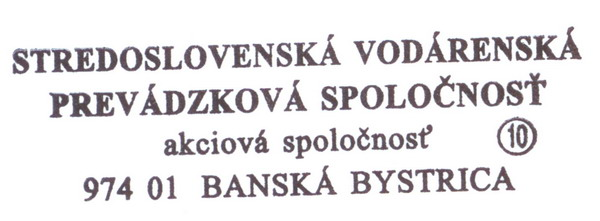 STREDOSLOVENSKÁ VODÁRENSKÁ
PREVÁDZKOVÁ SPOLOČNOSŤ
akciová spoločnosť 10
974 01 BANSKÁ BYSTRICA